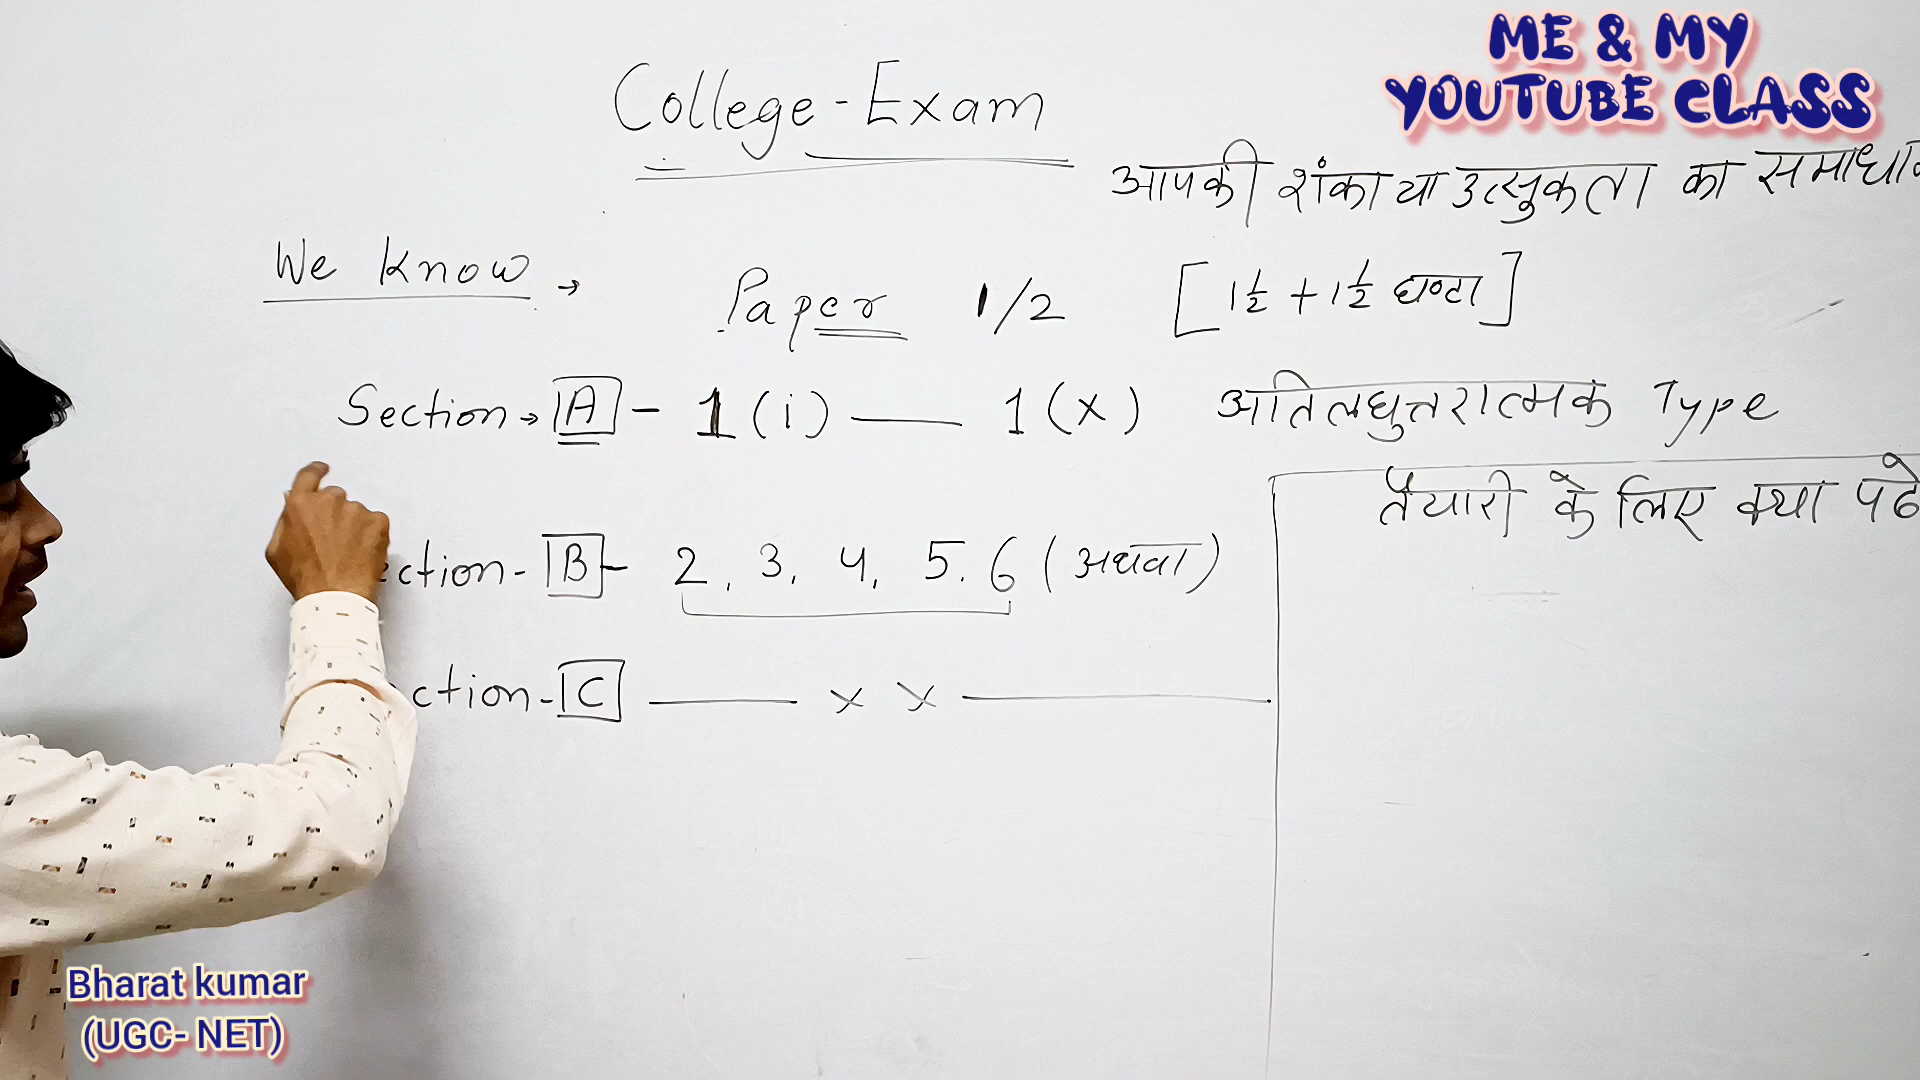 ME & MY
YOUTUBE CLASS
College - Exam
आपकी शंका या उत्सुकता का समाधान
We know →
Paper 1/2 [1½ + 1½ घण्टा]
Section → A - 1 (i) — 1 (x) अतिलघुत्तरात्मक Type
तैयारी के लिए क्या पढे
ection - B - 2, 3, 4, 5. 6 (अथवा)
ction - C — x x —
Bharat kumar
(UGC- NET)